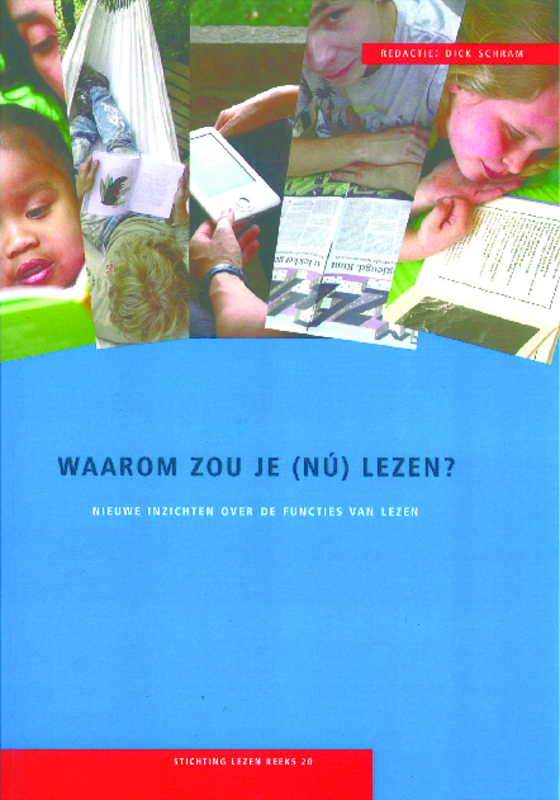 REDACTIE: DICK SCHRAM
WAAROM ZOU JE (NÚ) LEZEN?
NIEUWE INZICHTEN OVER DE FUNCTIES VAN LEZEN
STICHTING LEZEN REEKS 20